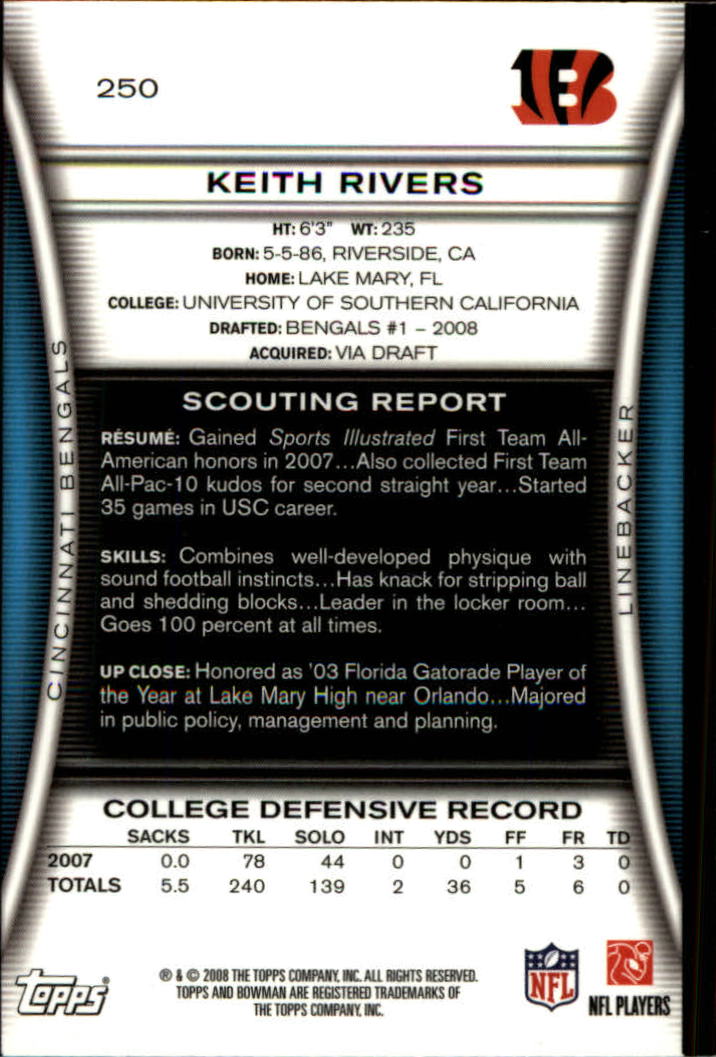 250
B
KEITH RIVERS
HT: 6'3" WT: 235
BORN: 5-5-86, RIVERSIDE, CA
HOME: LAKE MARY, FL
COLLEGE: UNIVERSITY OF SOUTHERN CALIFORNIA
DRAFTED: BENGALS #1 – 2008
ACQUIRED: VIA DRAFT
CINCINNATI BENGALS
LINEBACKER
SCOUTING REPORT
RÉSUMÉ: Gained Sports Illustrated First Team All-
American honors in 2007...Also collected First Team
All-Pac-10 kudos for second straight year...Started
35 games in USC career.
SKILLS: Combines well-developed physique with
sound football instincts...Has knack for stripping ball
and shedding blocks...Leader in the locker room...
Goes 100 percent at all times.
UP CLOSE: Honored as '03 Florida Gatorade Player of
the Year at Lake Mary High near Orlando...Majored
in public policy, management and planning.
COLLEGE DEFENSIVE RECORD
SACKS TKL SOLO INT YDS FF FR TD
2007 0.0 78 44 0 0 1 3 0
TOTALS 5.5 240 139 2 36 5 6 0
Topps®
® & © 2008 THE TOPPS COMPANY, INC. ALL RIGHTS RESERVED.
TOPPS AND BOWMAN ARE REGISTERED TRADEMARKS OF
THE TOPPS COMPANY, INC.
NFL
NFL PLAYERS